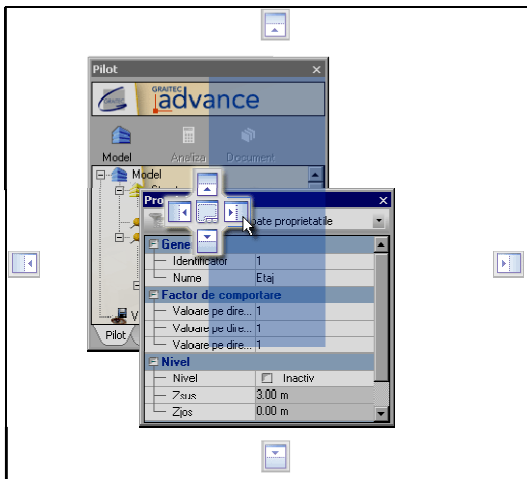 Pilot
GRAITEC
advance
Model Analiza Document
Model
Pro
oate proprietatile
Gene
Identificator 1
Nume Etaj
Factor de comportare
Valoare pe dire... 1
Valoare pe dire... 1
Valoare pe dire... 1
Nivel
Nivel Inactiv
Zsus 3.00 m
Zjos 0.00 m
V
Pilot